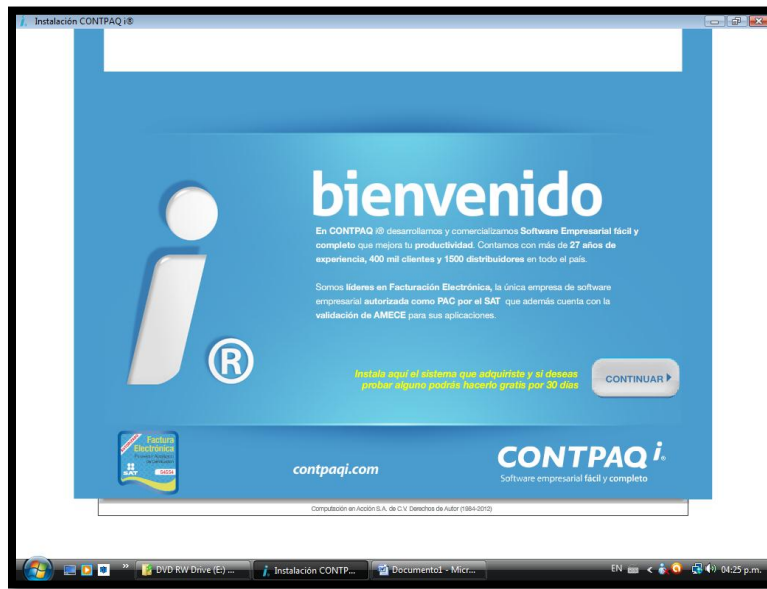 Instalación CONTPAQ i®
bienvenido
En CONTPAQ i® desarrollamos y comercializamos Software Empresarial fácil y
completo que mejora tu productividad. Contamos con más de 27 años de
experiencia, 400 mil clientes y 1500 distribuidores en todo el país.
Somos líderes en Facturación Electrónica, la única empresa de software
empresarial autorizada como PAC por el SAT que además cuenta con la
validación de AMECE para sus aplicaciones.
i®
Instala aquí el sistema que adquiriste y si deseas
probar alguno podrás hacerlo gratis por 30 días
CONTINUAR
Factura
Electrónica
SAT
54554
contpaqi.com
CONTPAQ i®
Software empresarial fácil y completo
Computación en Acción S.A. de C.V. Derechos de Autor (1984-2012)
DVD RW Drive (E:) ...
Instalación CONTP...
Documento1 - Micr...
EN
04:25 p.m.